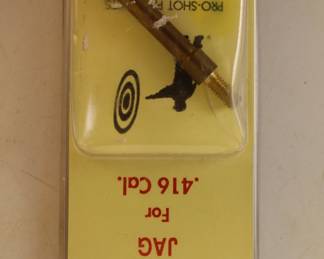 JAG
For
.416 Cal.
PRO-SHOT P